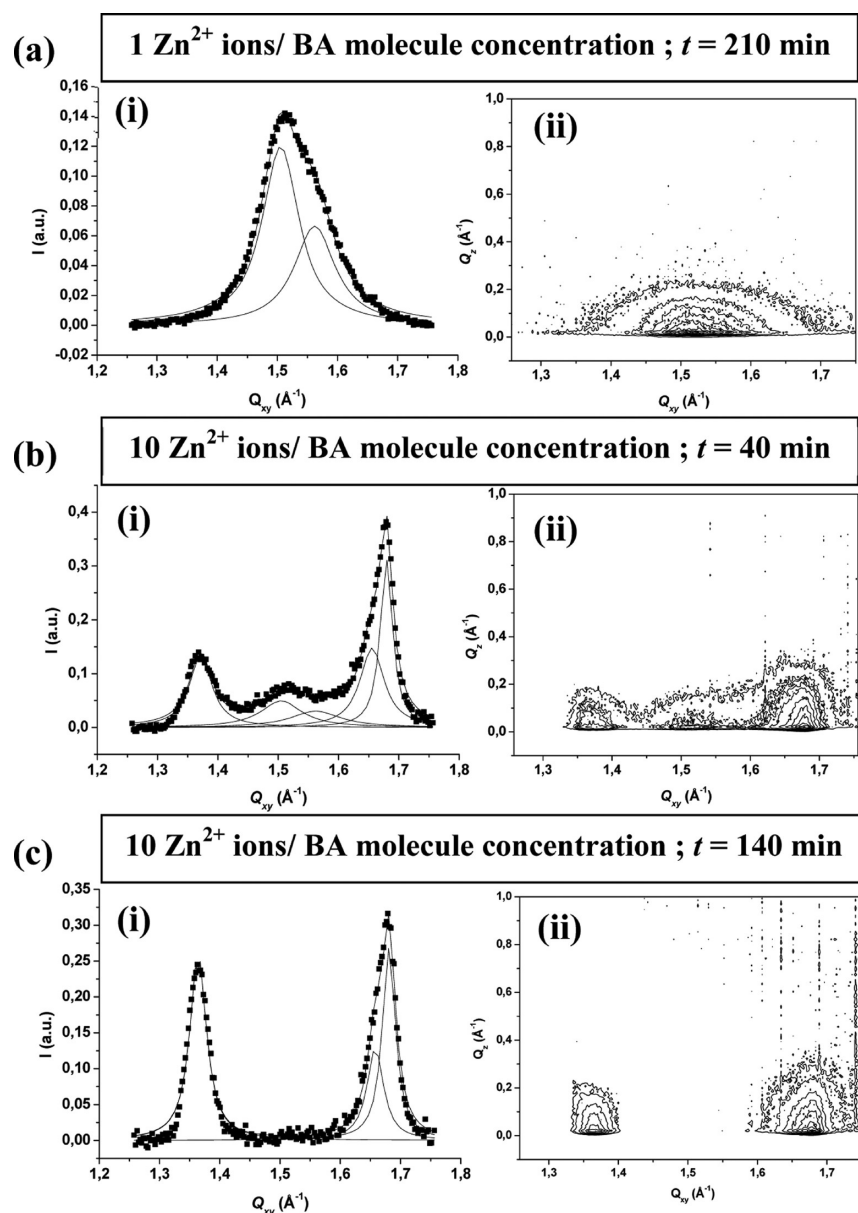 (a)
1 Zn²⁺ ions/ BA molecule concentration ; t = 210 min
(i)
0,16
0,14
0,12
0,10
0,08
0,06
0,04
0,02
0,00
-0,02
I (a.u.)
1,2 1,3 1,4 1,5 1,6 1,7 1,8
Qxy (Å⁻¹)
(ii)
1,0
0,8
0,6
0,4
0,2
0,0
Qz (Å⁻¹)
1,3 1,4 1,5 1,6 1,7
Qxy (Å⁻¹)
(b)
10 Zn²⁺ ions/ BA molecule concentration ; t = 40 min
(i)
0,4
0,3
0,2
0,1
0,0
I (a.u.)
1,2 1,3 1,4 1,5 1,6 1,7 1,8
Qxy (Å⁻¹)
(ii)
1,0
0,8
0,6
0,4
0,2
0,0
Qz (Å⁻¹)
1,3 1,4 1,5 1,6 1,7
Qxy (Å⁻¹)
(c)
10 Zn²⁺ ions/ BA molecule concentration ; t = 140 min
(i)
0,35
0,30
0,25
0,20
0,15
0,10
0,05
0,00
I (a.u.)
1,2 1,3 1,4 1,5 1,6 1,7 1,8
Qxy (Å⁻¹)
(ii)
1,0
0,8
0,6
0,4
0,2
0,0
Qz (Å⁻¹)
1,3 1,4 1,5 1,6 1,7
Qxy (Å⁻¹)